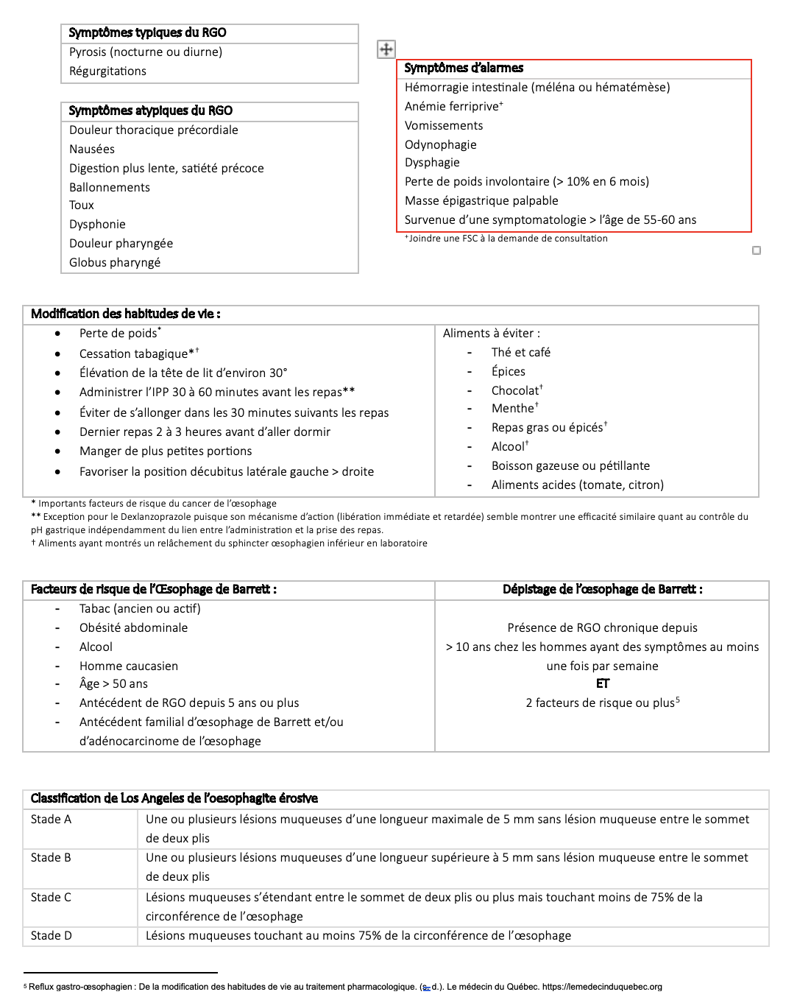 Symptômes typiques du RGO
Pyrosis (nocturne ou diurne)
Régurgitations
Symptômes atypiques du RGO
Douleur thoracique précordiale
Nausées
Digestion plus lente, satiété précoce
Ballonnements
Toux
Dysphonie
Douleur pharyngée
Globus pharyngé
Symptômes d’alarmes
Hémorragie intestinale (méléna ou hématémèse)
Anémie ferriprive⁺
Vomissements
Odynophagie
Dysphagie
Perte de poids involontaire (> 10% en 6 mois)
Masse épigastrique palpable
Survenue d’une symptomatologie > l’âge de 55-60 ans
⁺Joindre une FSC à la demande de consultation
Modification des habitudes de vie :
• Perte de poids*
• Cessation tabagique*†
• Élévation de la tête de lit d’environ 30°
• Administrer l’IPP 30 à 60 minutes avant les repas**
• Éviter de s’allonger dans les 30 minutes suivants les repas
• Dernier repas 2 à 3 heures avant d’aller dormir
• Manger de plus petites portions
• Favoriser la position décubitus latérale gauche > droite
Aliments à éviter :
- Thé et café
- Épices
- Chocolat†
- Menthe†
- Repas gras ou épicés†
- Alcool†
- Boisson gazeuse ou pétillante
- Aliments acides (tomate, citron)
* Importants facteurs de risque du cancer de l’œsophage
** Exception pour le Dexlanzoprazole puisque son mécanisme d’action (libération immédiate et retardée) semble montrer une efficacité similaire quant au contrôle du
pH gastrique indépendamment du lien entre l’administration et la prise des repas.
† Aliments ayant montrés un relâchement du sphincter œsophagien inférieur en laboratoire
Facteurs de risque de l’Œsophage de Barrett :
- Tabac (ancien ou actif)
- Obésité abdominale
- Alcool
- Homme caucasien
- Âge > 50 ans
- Antécédent de RGO depuis 5 ans ou plus
- Antécédent familial d’œsophage de Barrett et/ou
d’adénocarcinome de l’œsophage
Dépistage de l’œsophage de Barrett :
Présence de RGO chronique depuis
> 10 ans chez les hommes ayant des symptômes au moins
une fois par semaine
ET
2 facteurs de risque ou plus⁵
Classification de Los Angeles de l’oesophagite érosive
Stade A
Une ou plusieurs lésions muqueuses d’une longueur maximale de 5 mm sans lésion muqueuse entre le sommet
de deux plis
Stade B
Une ou plusieurs lésions muqueuses d’une longueur supérieure à 5 mm sans lésion muqueuse entre le sommet
de deux plis
Stade C
Lésions muqueuses s’étendant entre le sommet de deux plis ou plus mais touchant moins de 75% de la
circonférence de l’œsophage
Stade D
Lésions muqueuses touchant au moins 75% de la circonférence de l’œsophage
⁵ Reflux gastro-œsophagien : De la modification des habitudes de vie au traitement pharmacologique. (s. d.). Le médecin du Québec. https://lemedecinduquebec.org